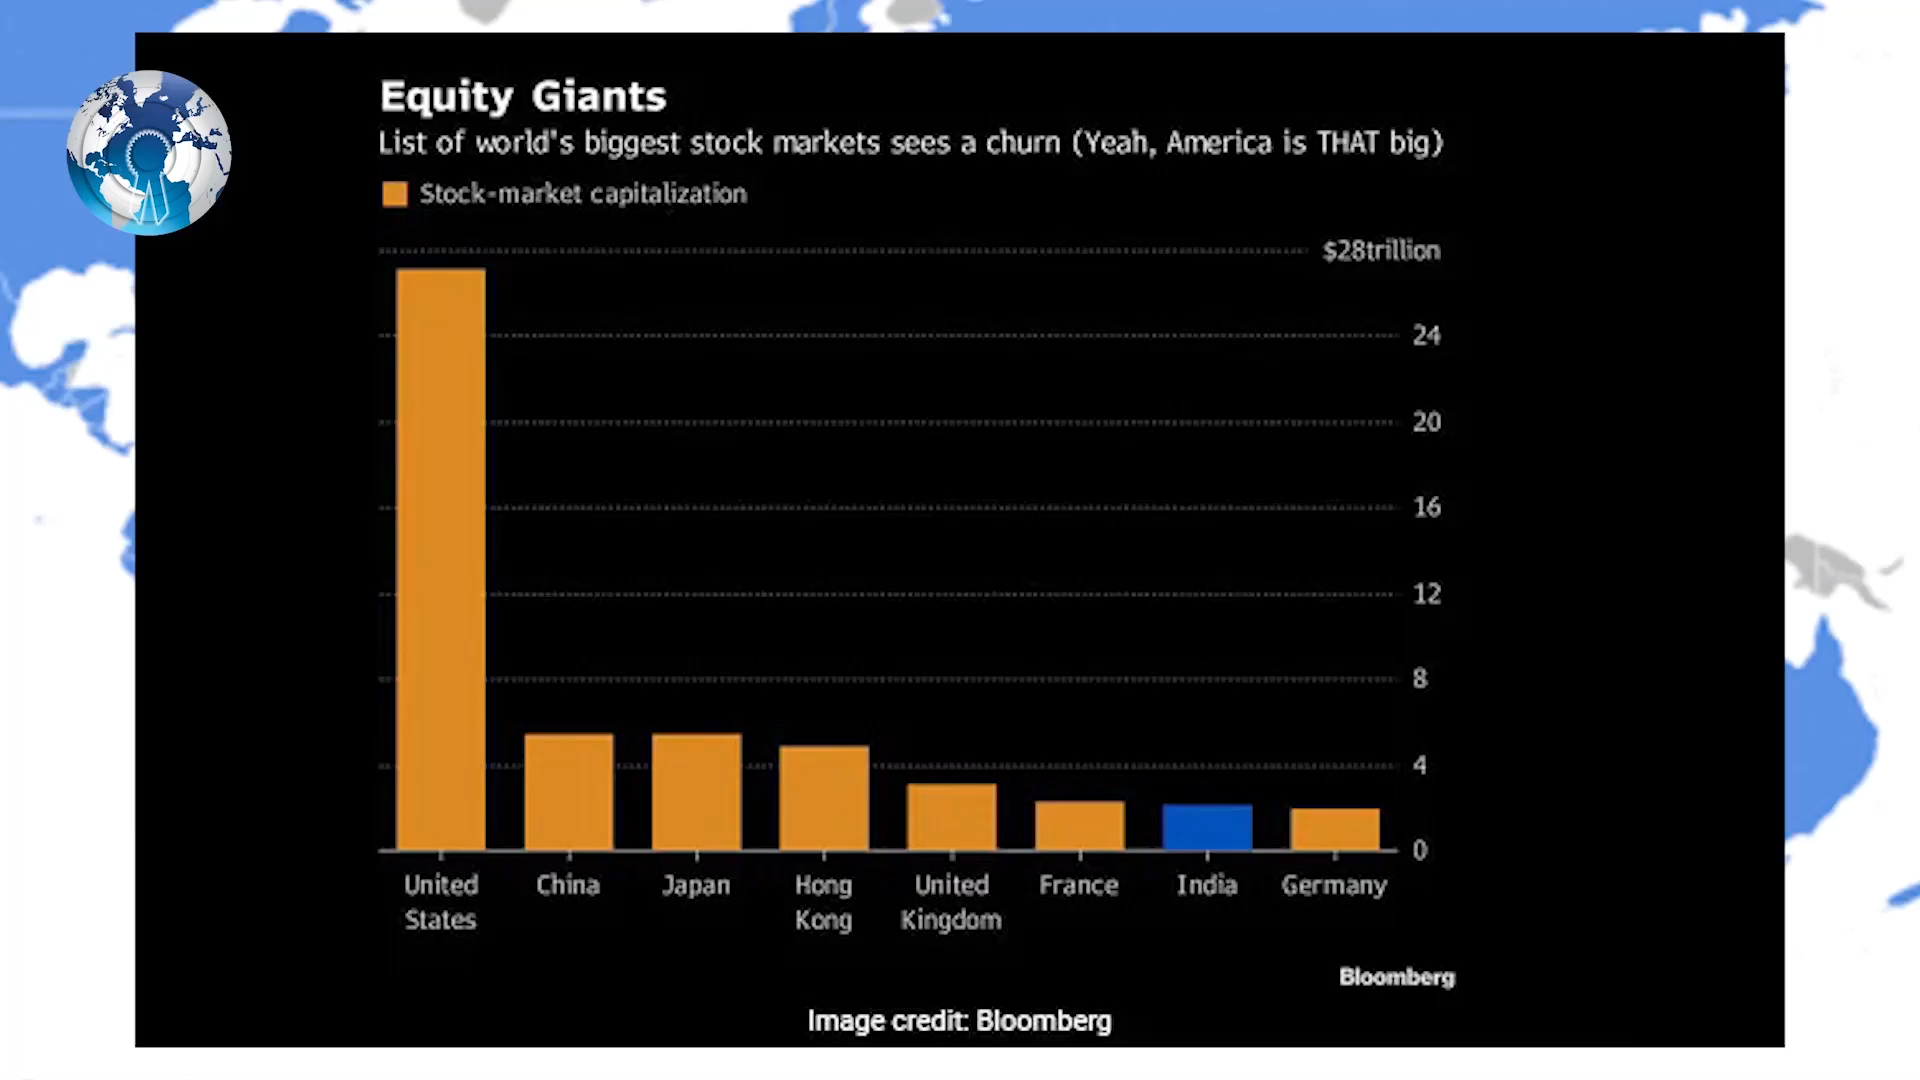 Equity Giants
List of world's biggest stock markets sees a churn (Yeah, America is THAT big)
Stock-market capitalization
$28trillion
24
20
16
12
8
4
0
United States
China
Japan
Hong Kong
United Kingdom
France
India
Germany
Bloomberg
Image credit: Bloomberg